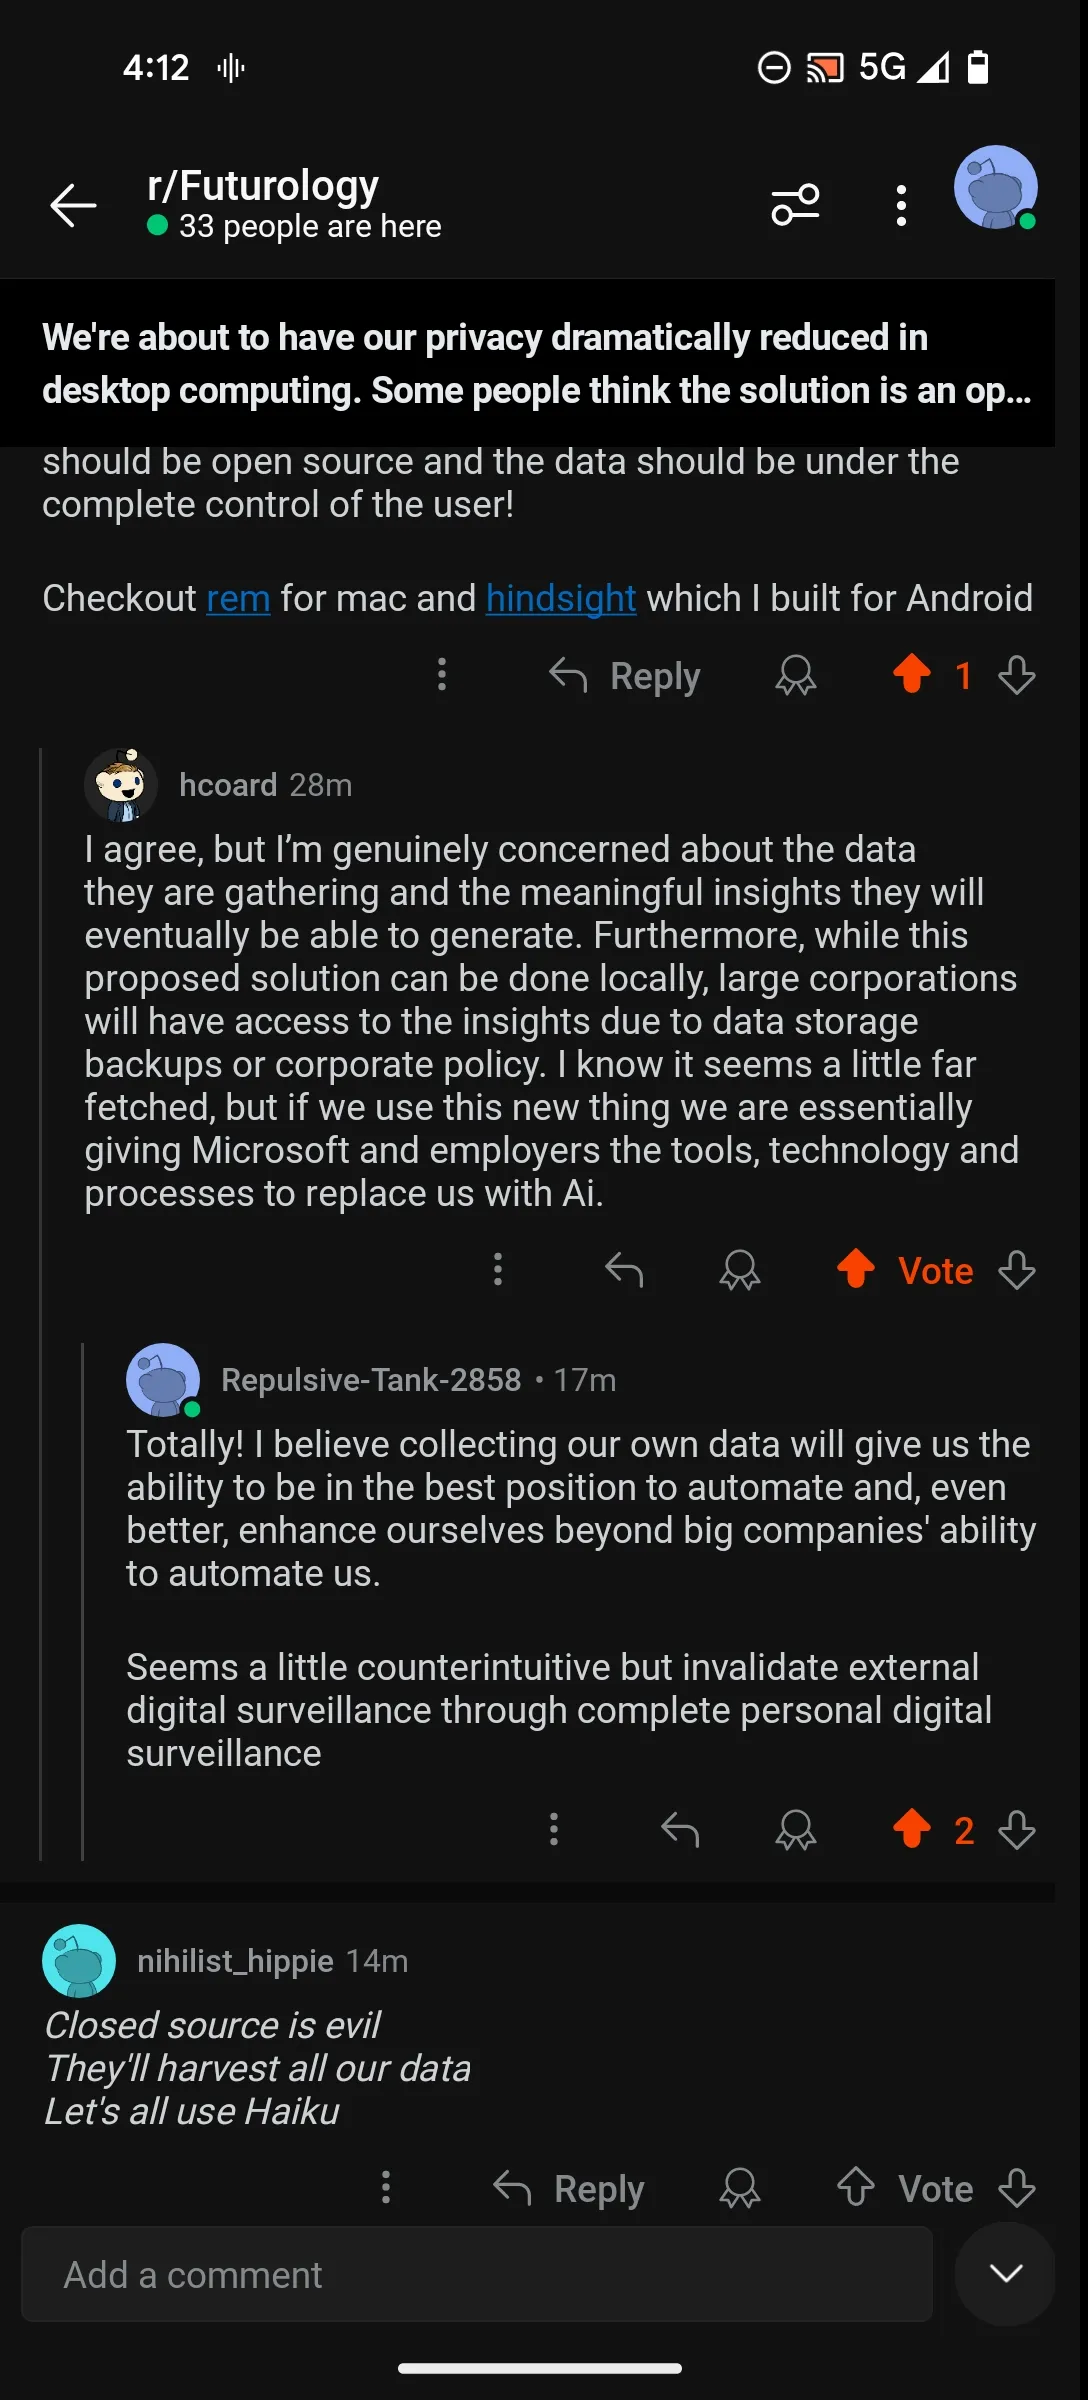 4:12
5G
r/Futurology
33 people are here
We're about to have our privacy dramatically reduced in
desktop computing. Some people think the solution is an op...
should be open source and the data should be under the
complete control of the user!
Checkout rem for mac and hindsight which I built for Android
Reply 1
hcoard 28m
I agree, but I’m genuinely concerned about the data
they are gathering and the meaningful insights they will
eventually be able to generate. Furthermore, while this
proposed solution can be done locally, large corporations
will have access to the insights due to data storage
backups or corporate policy. I know it seems a little far
fetched, but if we use this new thing we are essentially
giving Microsoft and employers the tools, technology and
processes to replace us with Ai.
Vote
Repulsive-Tank-2858 • 17m
Totally! I believe collecting our own data will give us the
ability to be in the best position to automate and, even
better, enhance ourselves beyond big companies' ability
to automate us.
Seems a little counterintuitive but invalidate external
digital surveillance through complete personal digital
surveillance
2
nihilist_hippie 14m
Closed source is evil
They'll harvest all our data
Let's all use Haiku
Reply Vote
Add a comment